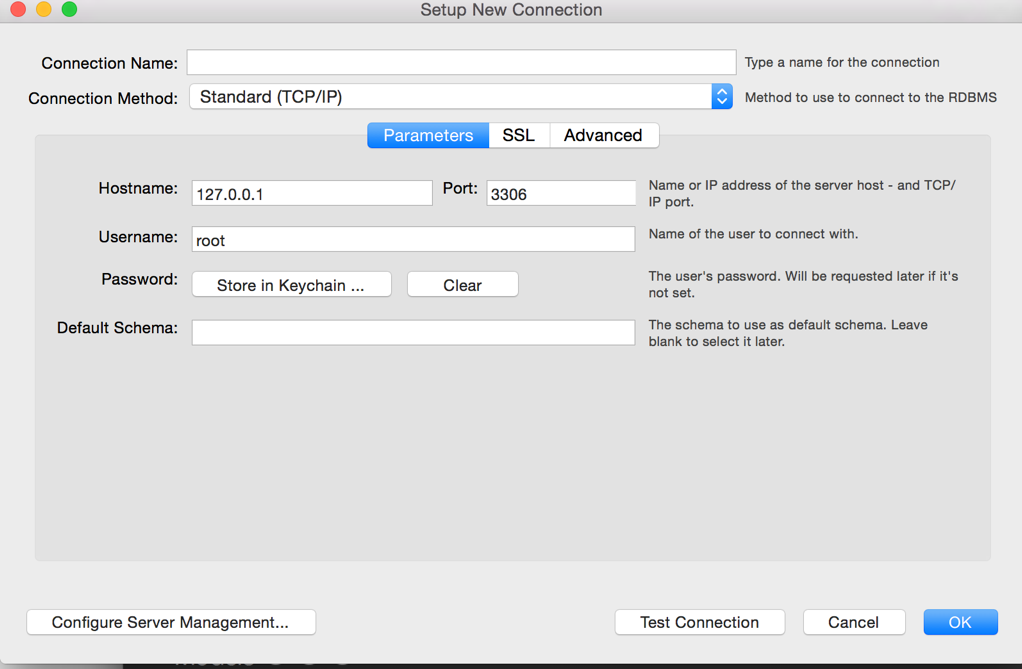 Setup New Connection
Connection Name:
Type a name for the connection
Connection Method:
Standard (TCP/IP)
Method to use to connect to the RDBMS
Parameters
SSL
Advanced
Hostname:
127.0.0.1
Port:
3306
Name or IP address of the server host - and TCP/
IP port.
Username:
root
Name of the user to connect with.
Password:
Store in Keychain ...
Clear
The user's password. Will be requested later if it's
not set.
Default Schema:
The schema to use as default schema. Leave
blank to select it later.
Configure Server Management...
Test Connection
Cancel
OK